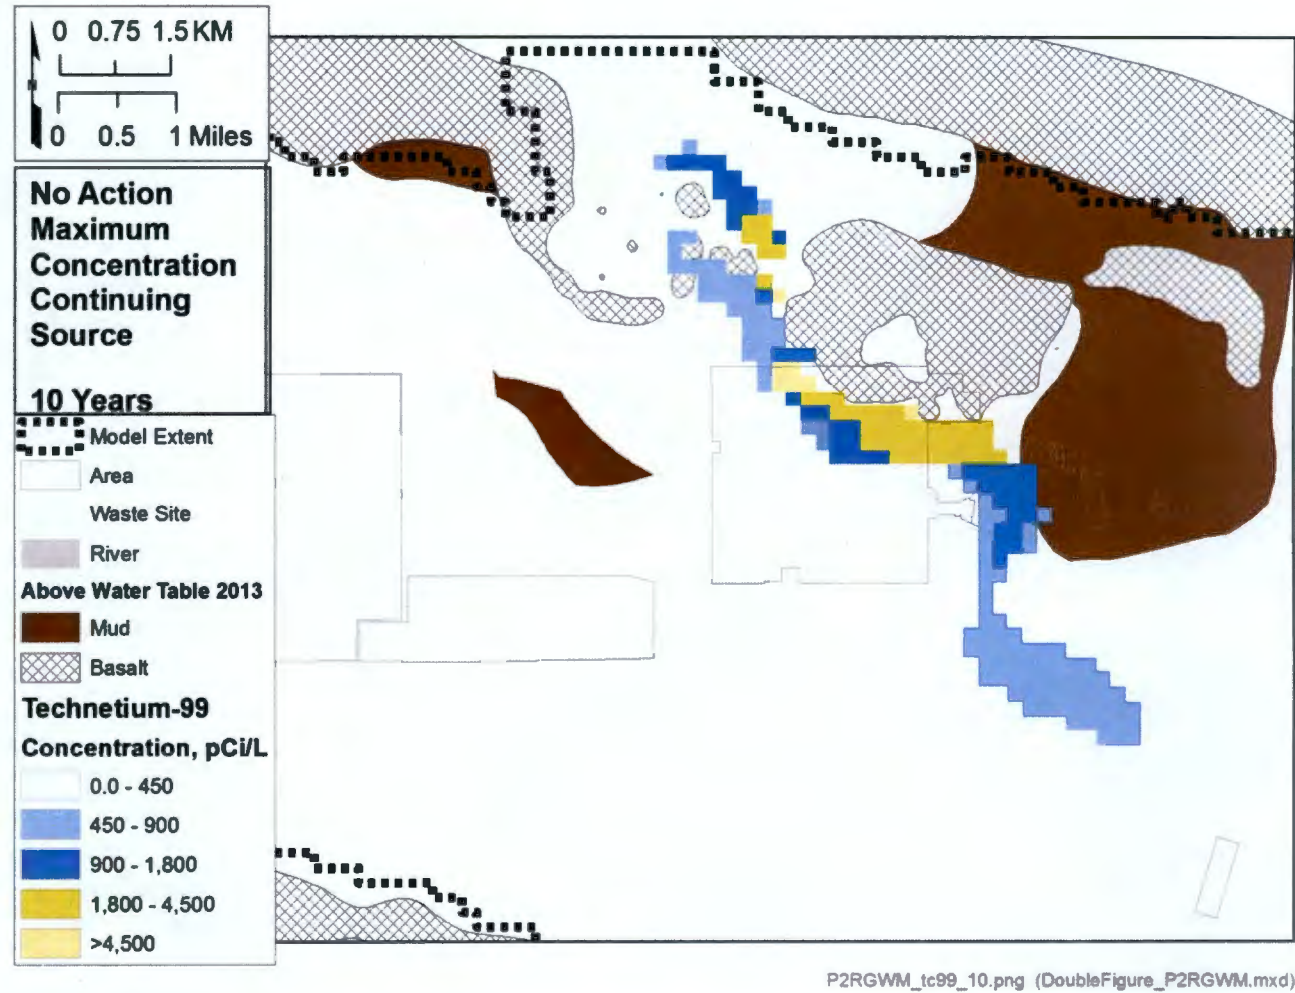 0 0.75 1.5 KM
N
0 0.5 1 Miles
No Action
Maximum
Concentration
Continuing
Source
10 Years
Model Extent
Area
Waste Site
River
Above Water Table 2013
Mud
Basalt
Technetium-99
Concentration, pCi/L
0.0 - 450
450 - 900
900 - 1,800
1,800 - 4,500
>4,500
P2RGWM_tc99_10.png (DoubleFigure_P2RGWM.mxd)